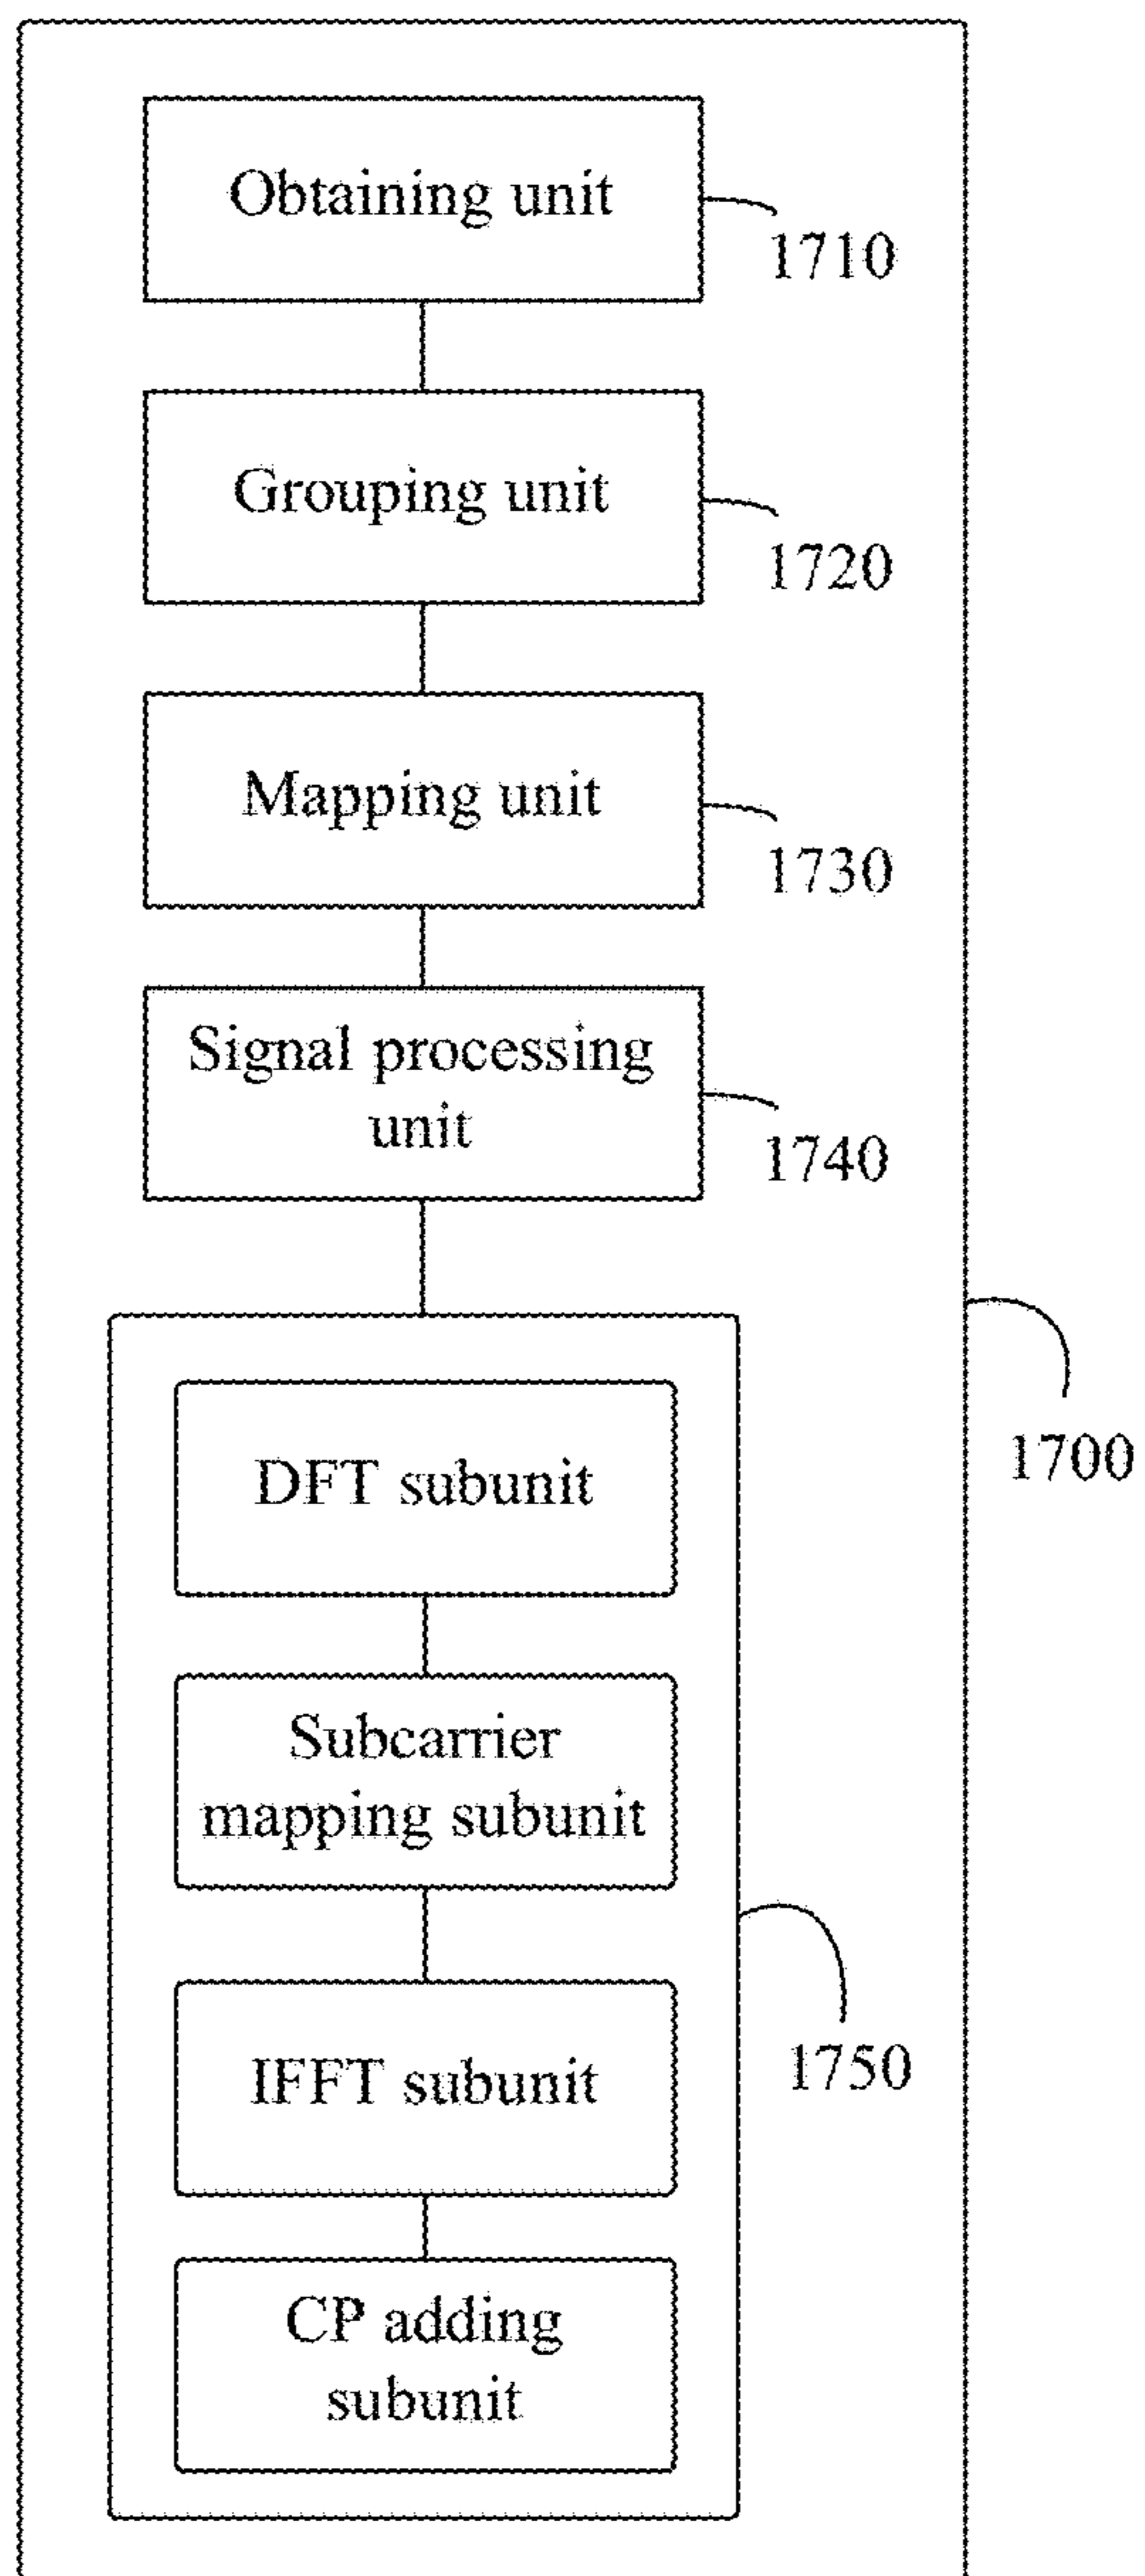 Obtaining unit
1710
Grouping unit
1720
Mapping unit
1730
Signal processing
unit
1740
1700
DFT subunit
Subcarrier
mapping subunit
1750
IFFT subunit
CP adding
subunit